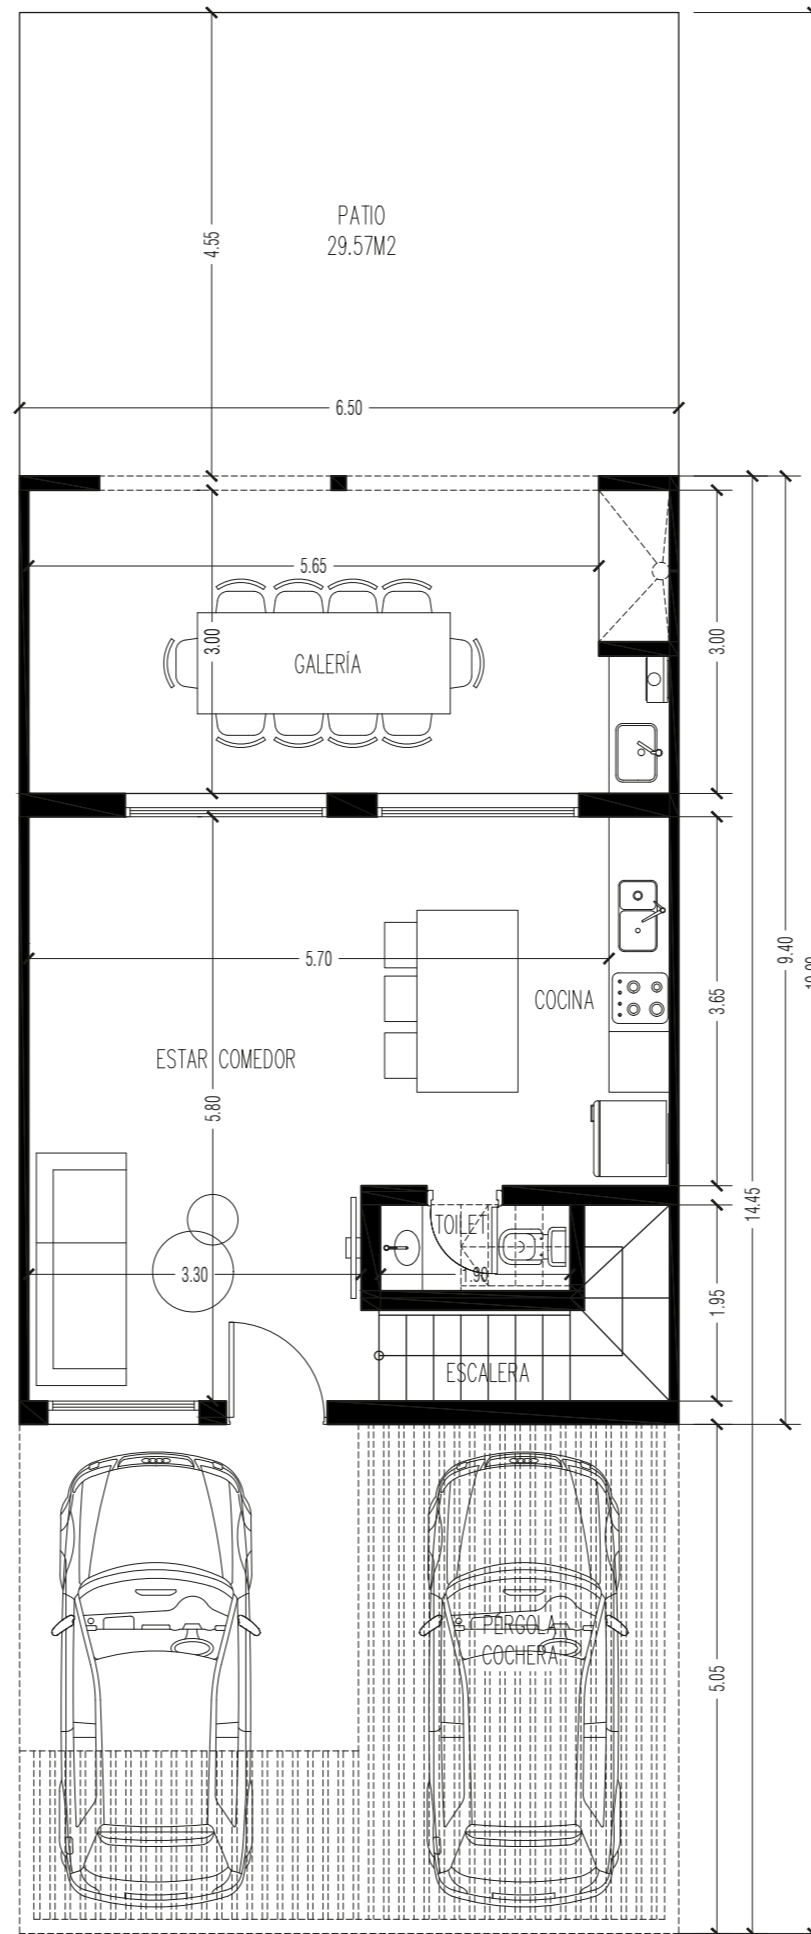 PATIO
29.57M2
4.55
6.50
5.65
3.00
GALERÍA
3.00
5.70
COCINA
ESTAR COMEDOR
5.80
3.65
9.40
14.45
TOILET
3.30
1.90
1.95
ESCALERA
PÉRGOLA
COCHERA
5.05